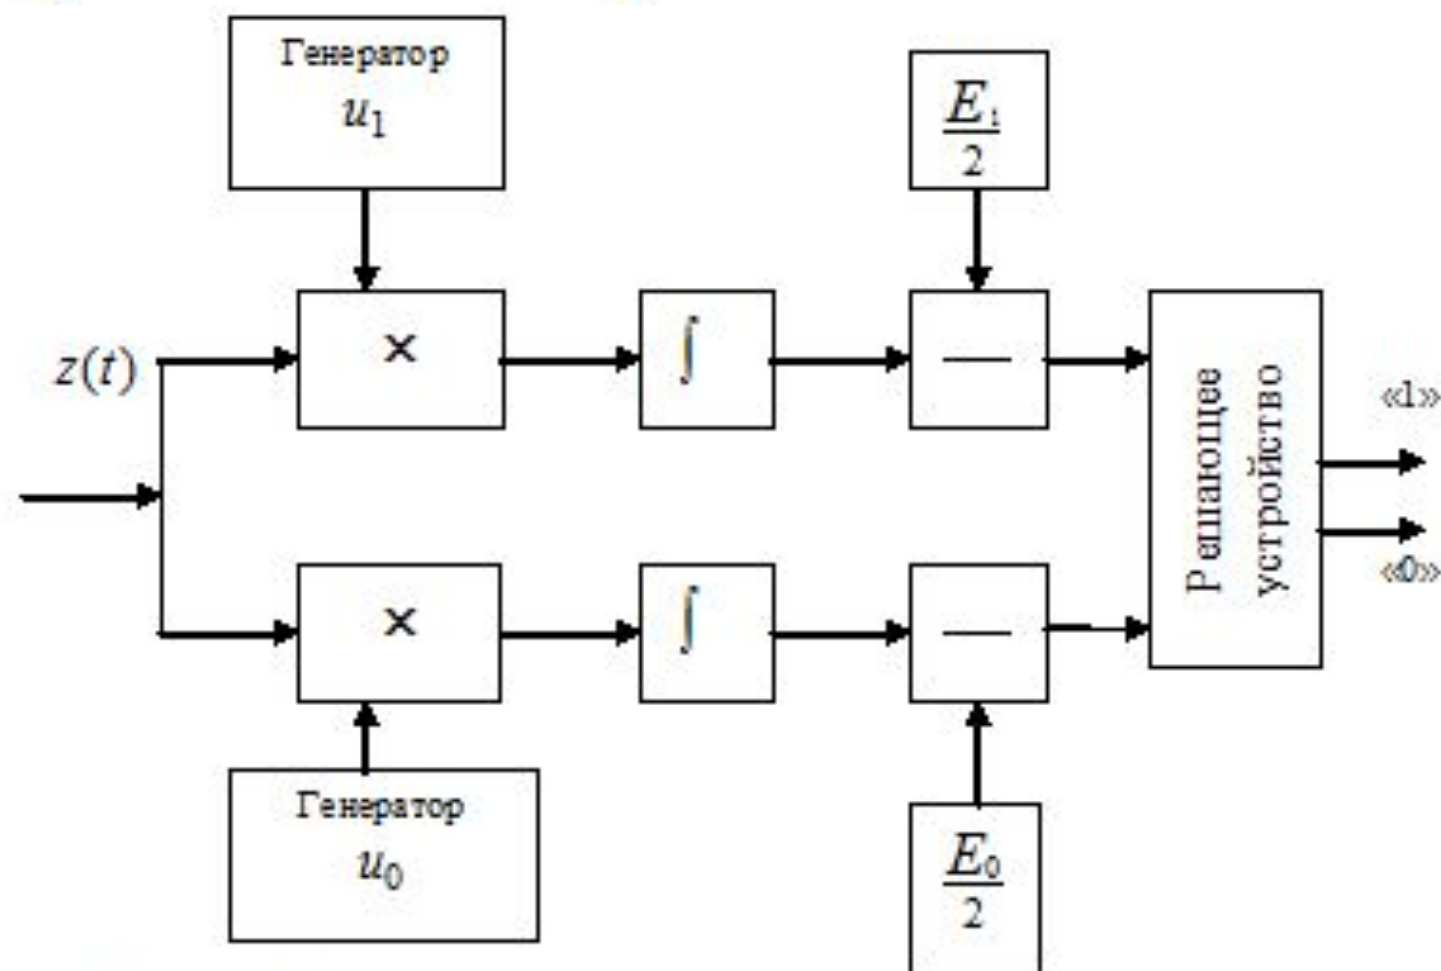 Генератор
u₁
E₁
2
z(t)
×
∫
—
Решающее
устройство
«1»
«0»
×
∫
—
Генератор
u₀
E₀
2